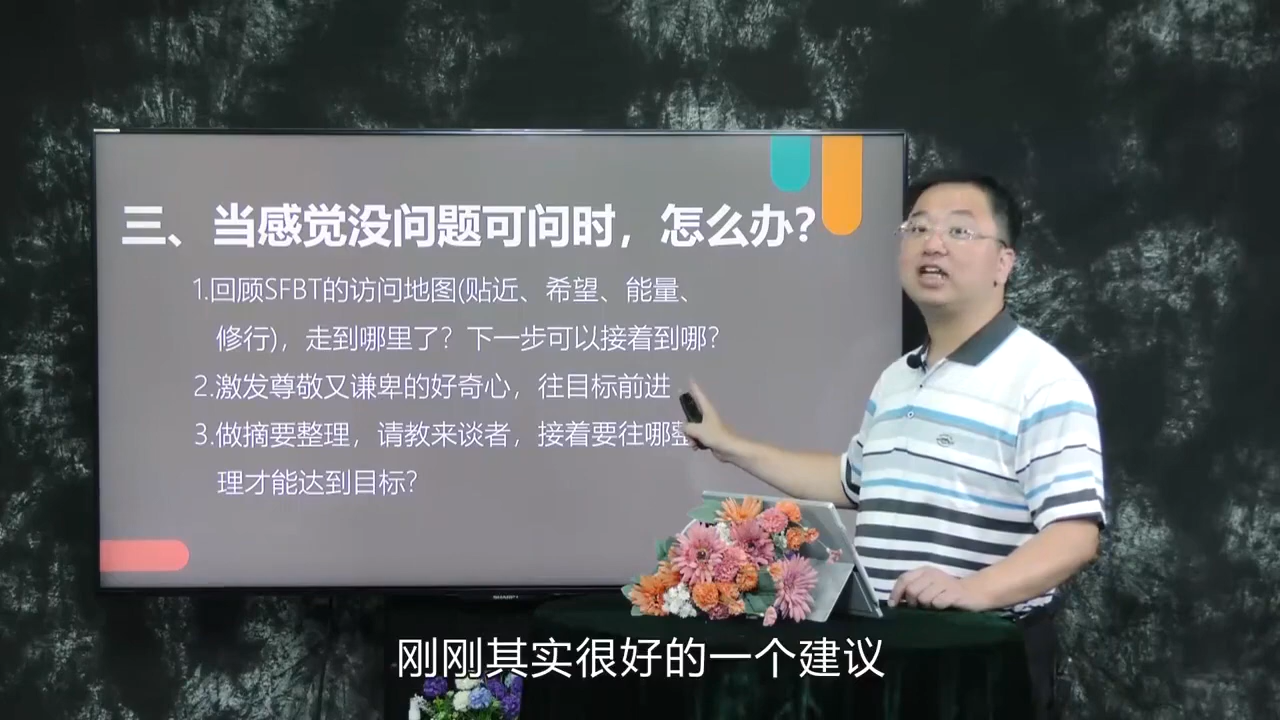 三、当感觉没问题可问时，怎么办？
1.回顾SFBT的访问地图(贴近、希望、能量、
修行)，走到哪里了？下一步可以接着到哪？
2.激发尊敬又谦卑的好奇心，往目标前进
3.做摘要整理，请教来谈者，接着要往哪整
理才能达到目标？
SHARP
刚刚其实很好的一个建议